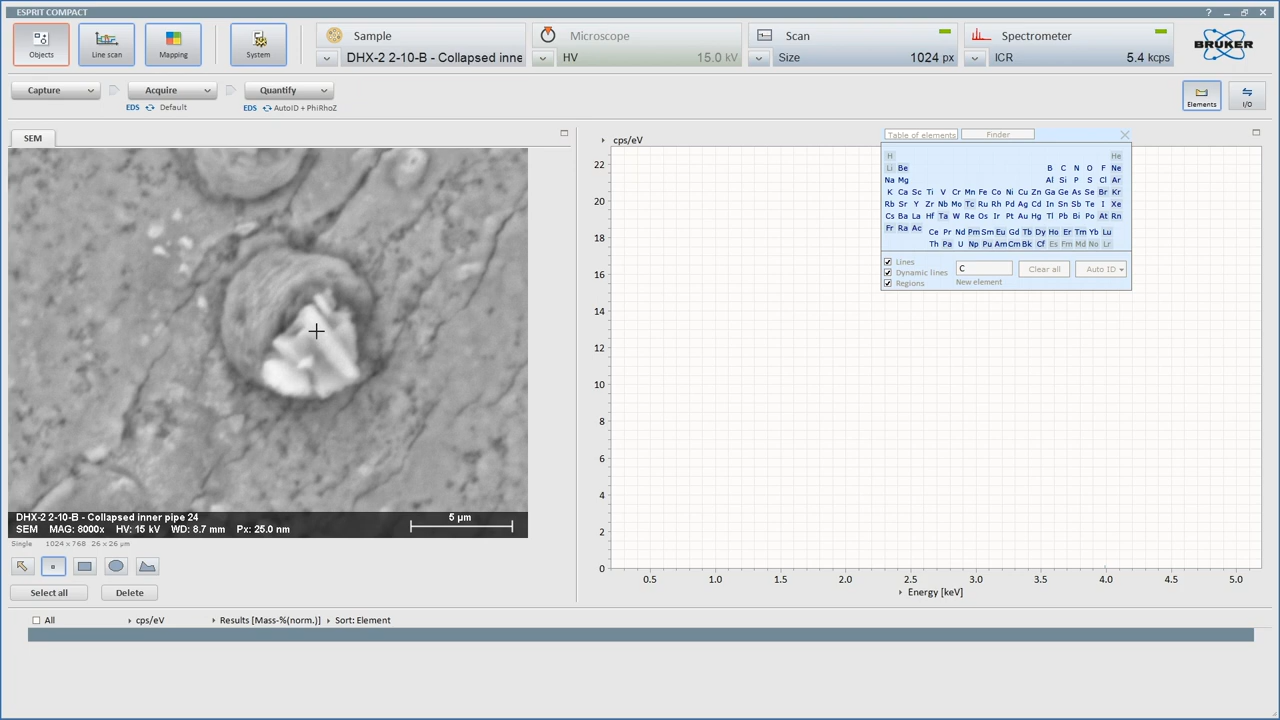 ESPRIT COMPACT
Objects
Line scan
Mapping
System
Sample
DHX-2 2-10-B - Collapsed inne
Microscope
HV 15.0 kV
Scan
Size 1024 px
Spectrometer
ICR 5.4 kcps
BRUKER
Capture
Acquire
Quantify
EDS Default
EDS AutoID + PhiRhoZ
Elements
I/O
SEM
DHX-2 2-10-B - Collapsed inner pipe 24
SEM MAG: 8000x HV: 15 kV WD: 8.7 mm Px: 25.0 nm
5 µm
Single 1024 x 768 26 x 26 µm
Select all
Delete
cps/eV
22
20
18
16
14
12
10
8
6
4
2
0
0.5 1.0 1.5 2.0 2.5 3.0 3.5 4.0 4.5 5.0
Energy [keV]
Table of elements
Finder
H He
Li Be B C N O F Ne
Na Mg Al Si P S Cl Ar
K Ca Sc Ti V Cr Mn Fe Co Ni Cu Zn Ga Ge As Se Br Kr
Rb Sr Y Zr Nb Mo Tc Ru Rh Pd Ag Cd In Sn Sb Te I Xe
Cs Ba La Hf Ta W Re Os Ir Pt Au Hg Tl Pb Bi Po At Rn
Fr Ra Ac
Ce Pr Nd Pm Sm Eu Gd Tb Dy Ho Er Tm Yb Lu
Th Pa U Np Pu Am Cm Bk Cf Es Fm Md No Lr
Lines
Dynamic lines
Regions
C
New element
Clear all
Auto ID
All
cps/eV
Results [Mass-%(norm.)]
Sort: Element